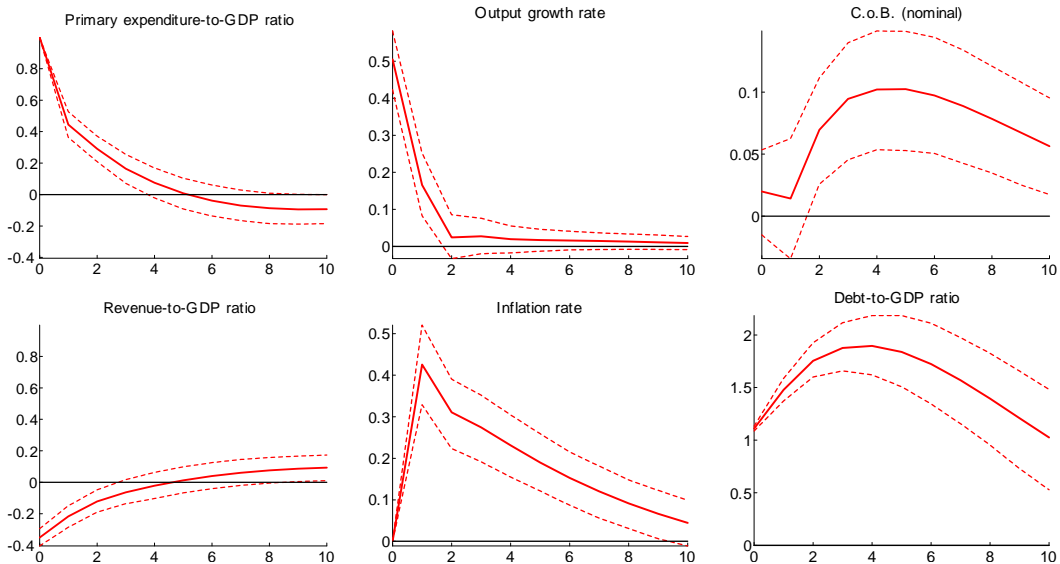 Primary expenditure-to-GDP ratio
0.8
0.6
0.4
0.2
0
-0.2
-0.4
0 2 4 6 8 10
Output growth rate
0.5
0.4
0.3
0.2
0.1
0
0 2 4 6 8 10
C.o.B. (nominal)
0.1
0.05
0
0 2 4 6 8 10
Revenue-to-GDP ratio
0.8
0.6
0.4
0.2
0
-0.2
-0.4
0 2 4 6 8 10
Inflation rate
0.5
0.4
0.3
0.2
0.1
0
0 2 4 6 8 10
Debt-to-GDP ratio
2
1.5
1
0.5
0
0 2 4 6 8 10